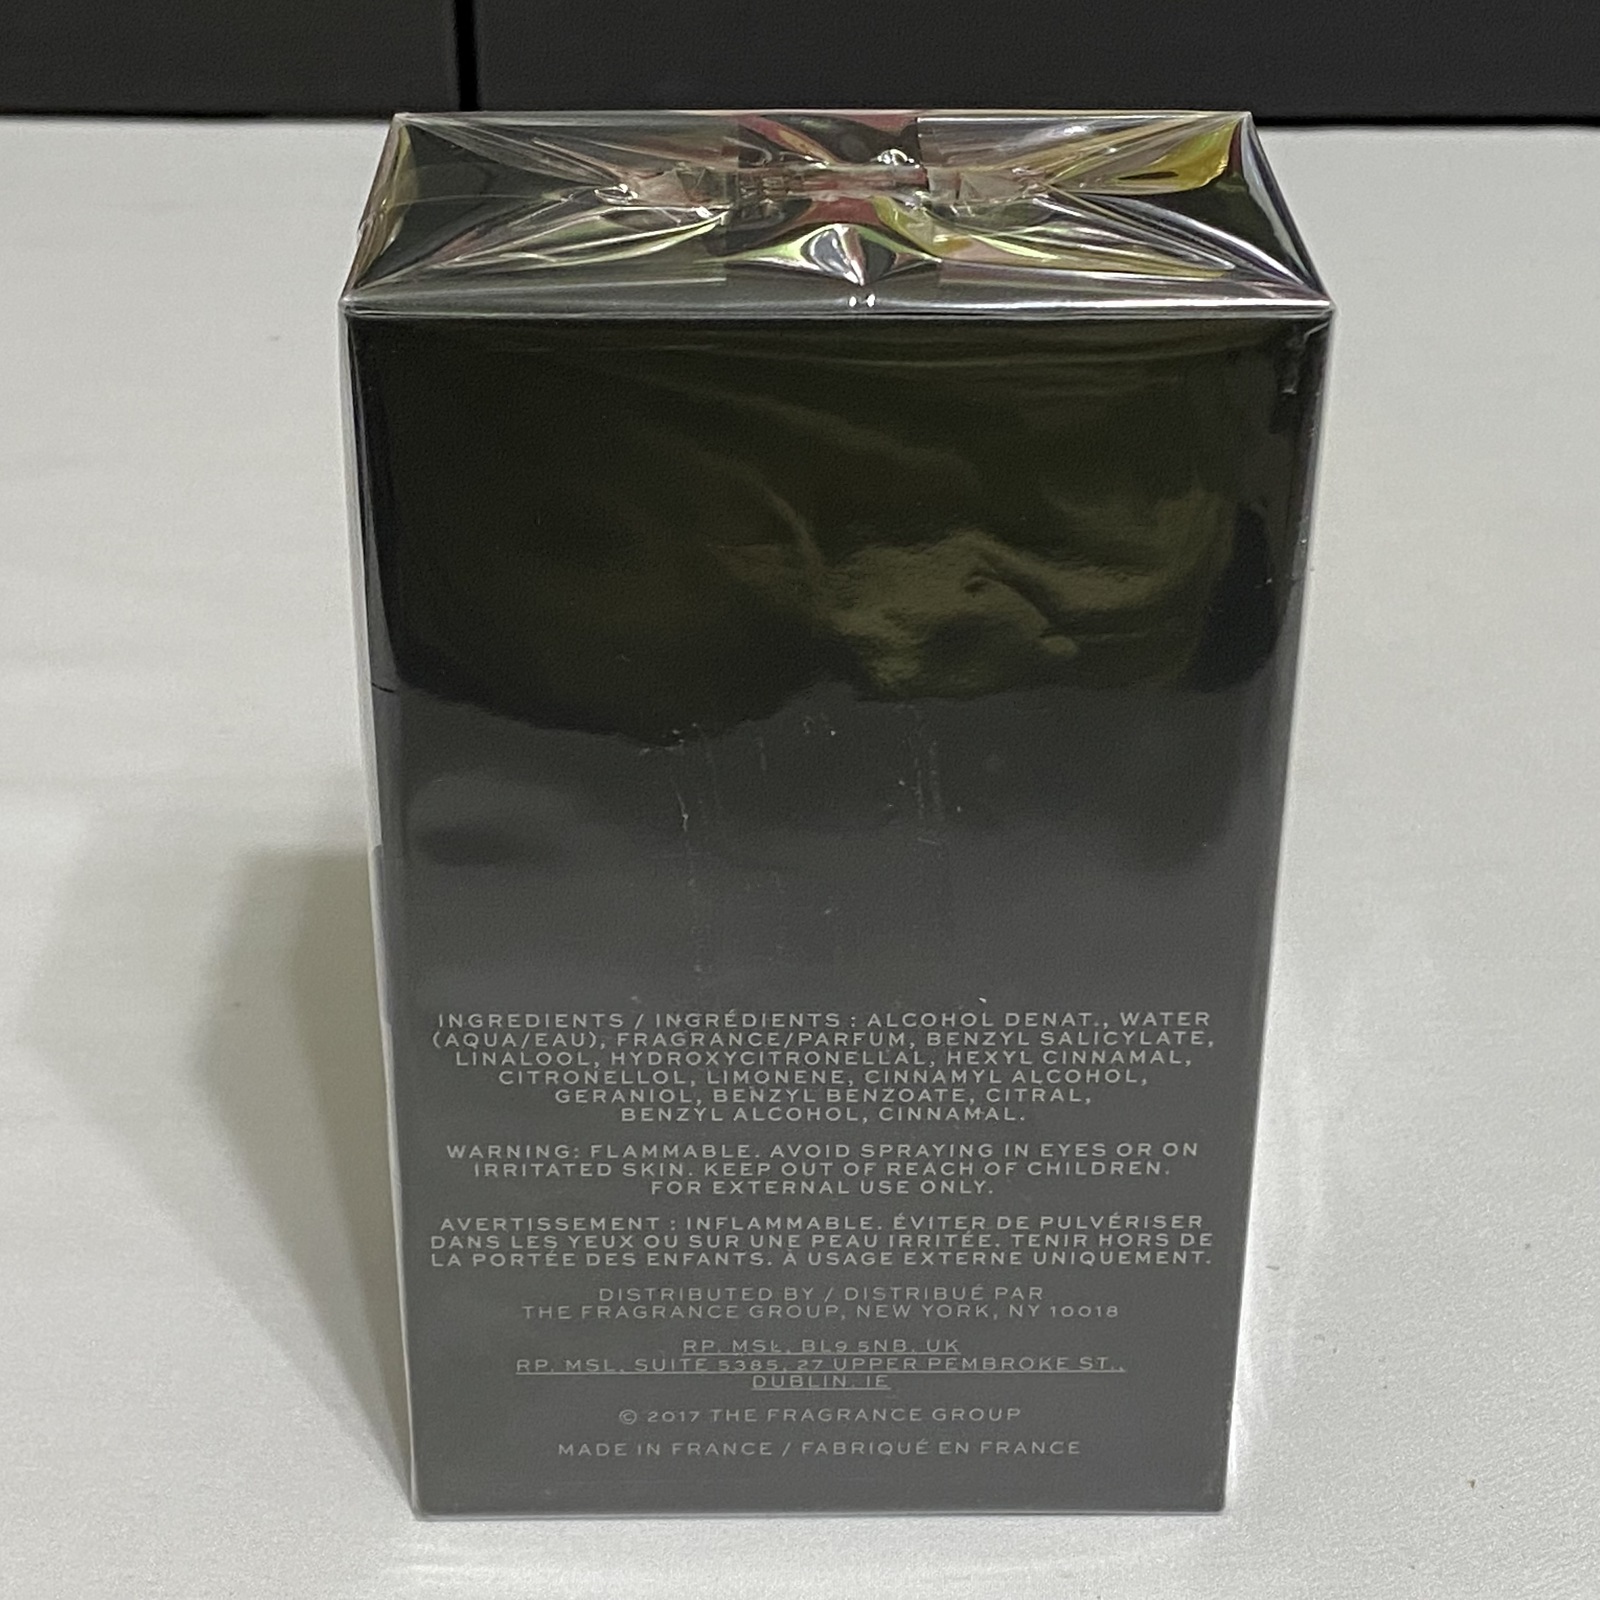 INGREDIENTS / INGRÉDIENTS : ALCOHOL DENAT., WATER
(AQUA/EAU), FRAGRANCE/PARFUM, BENZYL SALICYLATE,
LINALOOL, HYDROXYCITRONELLAL, HEXYL CINNAMAL,
CITRONELLOL, LIMONENE, CINNAMYL ALCOHOL,
GERANIOL, BENZYL BENZOATE, CITRAL,
BENZYL ALCOHOL, CINNAMAL.
WARNING: FLAMMABLE. AVOID SPRAYING IN EYES OR ON
IRRITATED SKIN. KEEP OUT OF REACH OF CHILDREN.
FOR EXTERNAL USE ONLY.
AVERTISSEMENT : INFLAMMABLE. ÉVITER DE PULVÉRISER
DANS LES YEUX OU SUR UNE PEAU IRRITÉE. TENIR HORS DE
LA PORTÉE DES ENFANTS. À USAGE EXTERNE UNIQUEMENT.
DISTRIBUTED BY / DISTRIBUÉ PAR
THE FRAGRANCE GROUP, NEW YORK, NY 10018
RP. MSL, BL9 5NB, UK
RP. MSL, SUITE 5385, 27 UPPER PEMBROKE ST.,
DUBLIN, IE
© 2017 THE FRAGRANCE GROUP
MADE IN FRANCE / FABRIQUÉ EN FRANCE